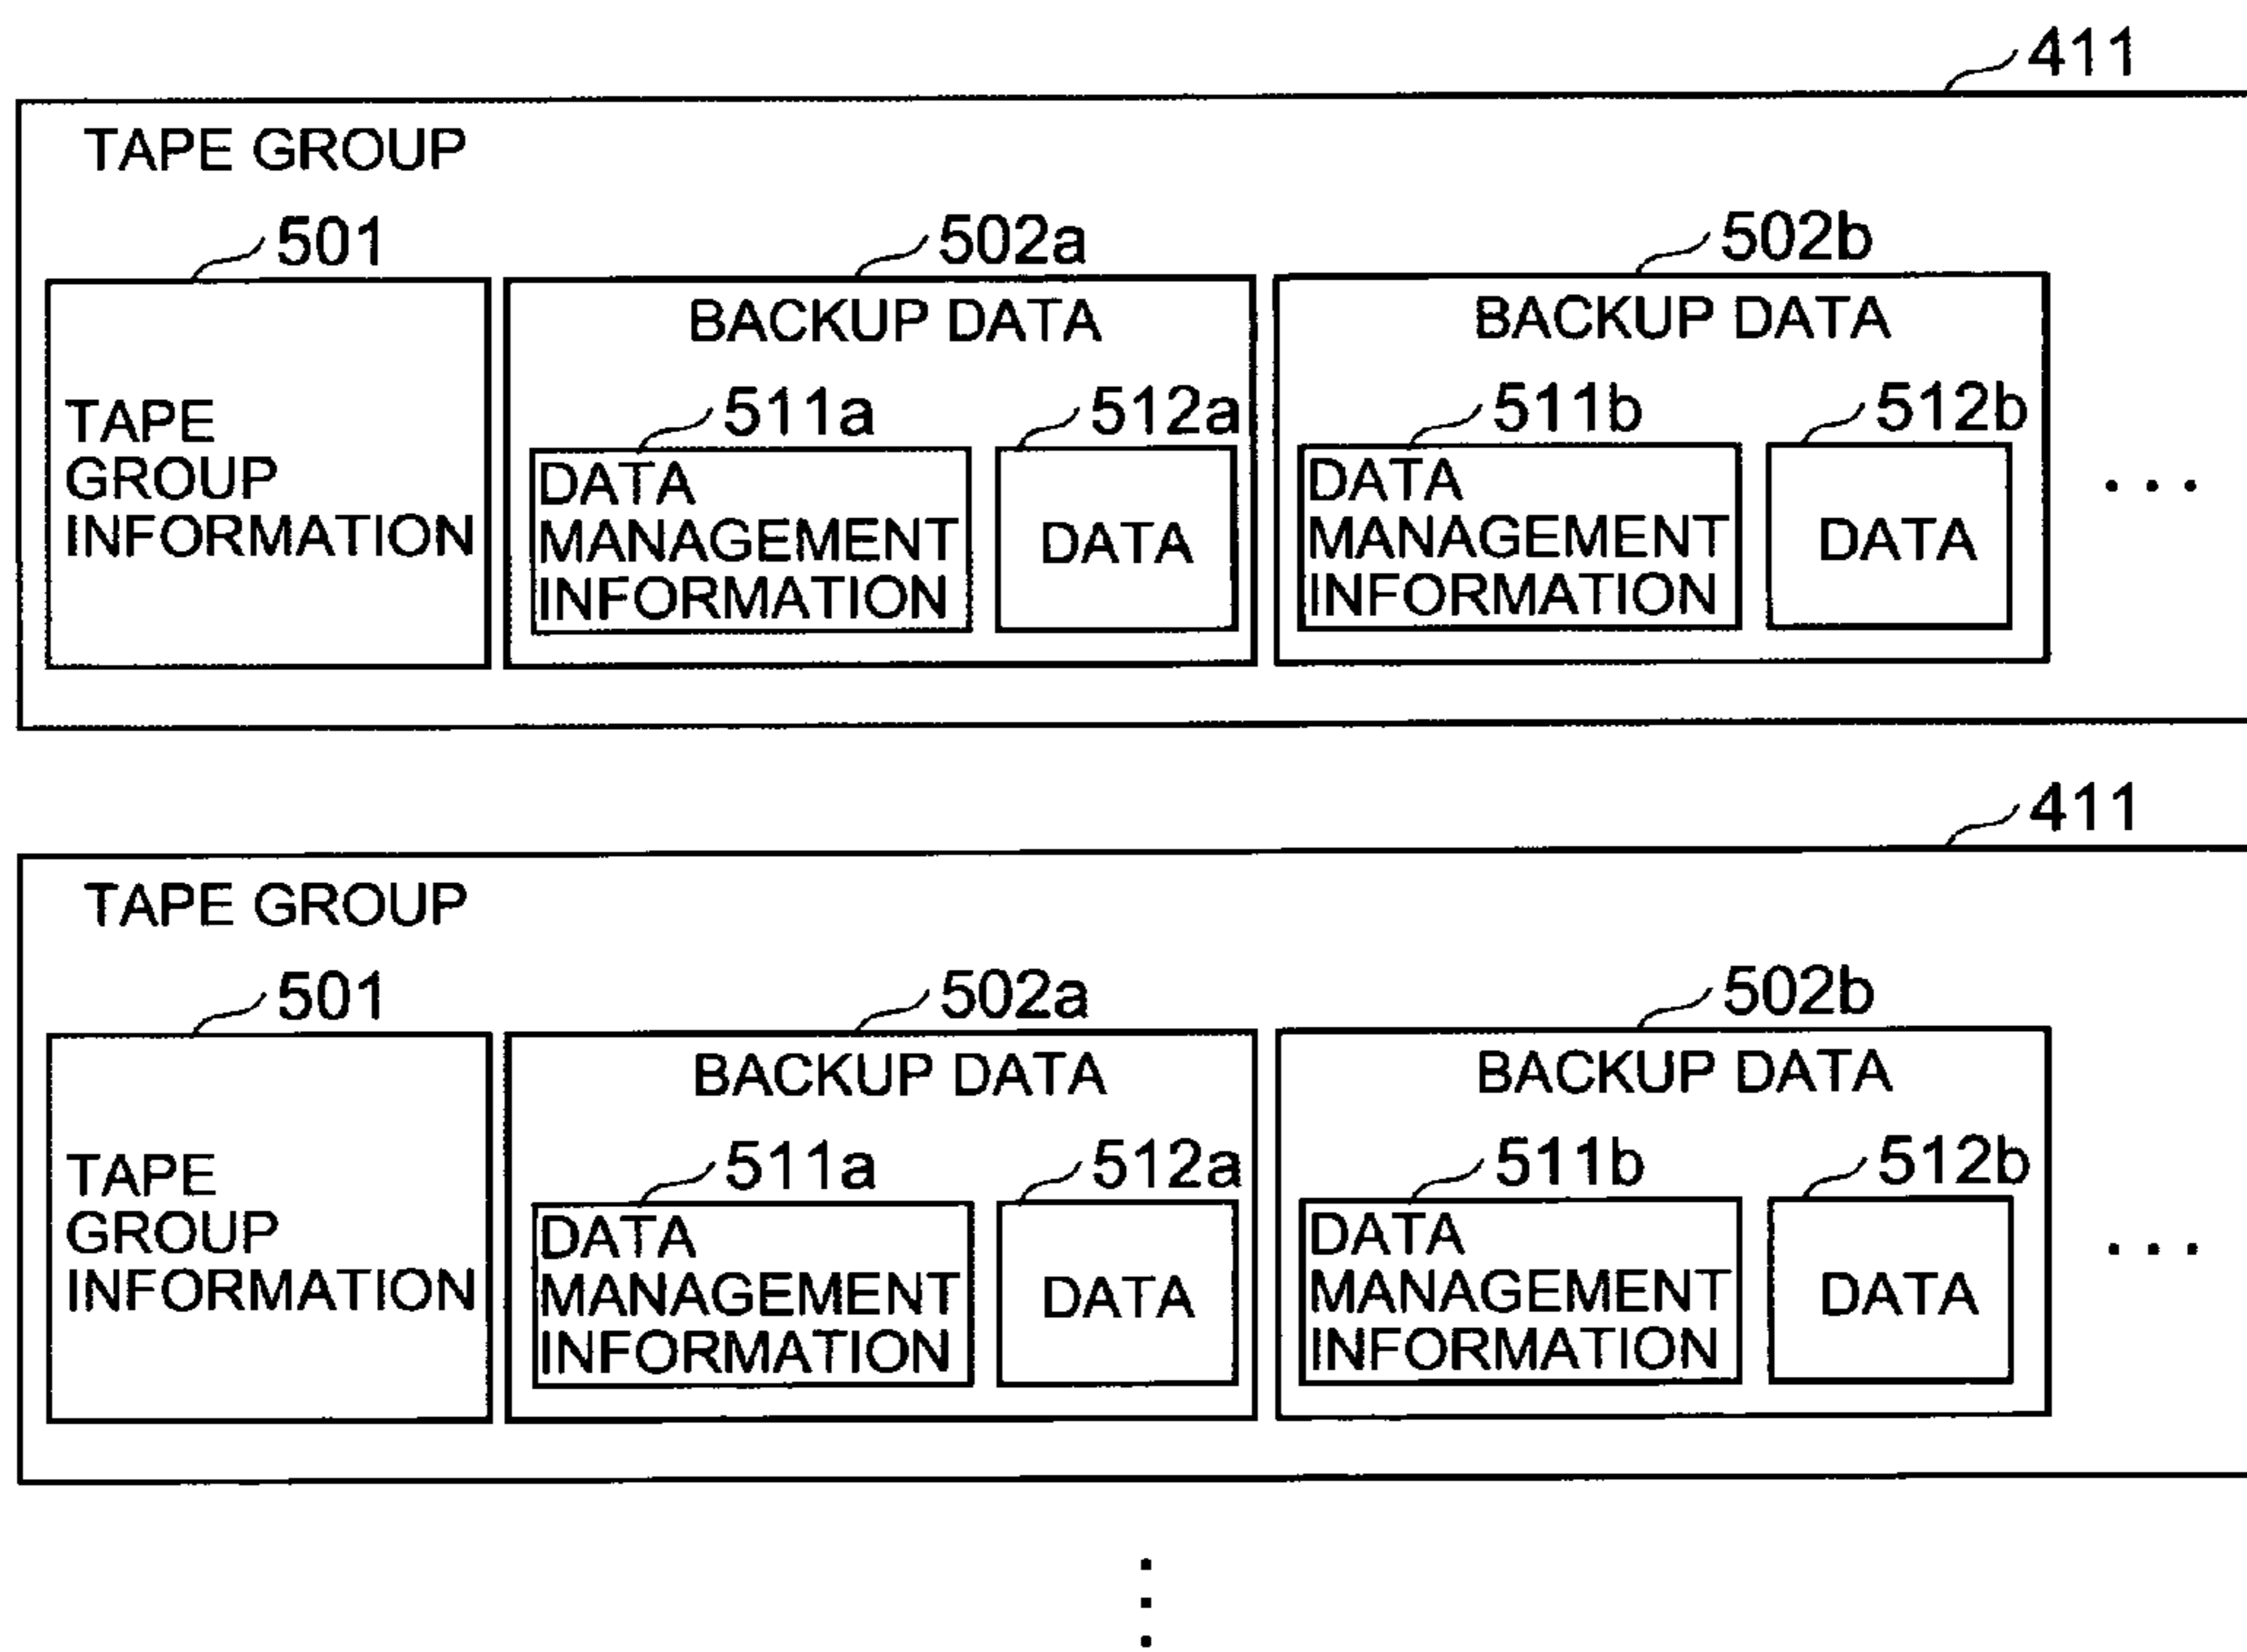 411
TAPE GROUP
501
502a
502b
BACKUP DATA
BACKUP DATA
511a
512a
511b
512b
TAPE
GROUP
INFORMATION
DATA
MANAGEMENT
INFORMATION
DATA
DATA
MANAGEMENT
INFORMATION
DATA
...
411
TAPE GROUP
501
502a
502b
BACKUP DATA
BACKUP DATA
511a
512a
511b
512b
TAPE
GROUP
INFORMATION
DATA
MANAGEMENT
INFORMATION
DATA
DATA
MANAGEMENT
INFORMATION
DATA
...